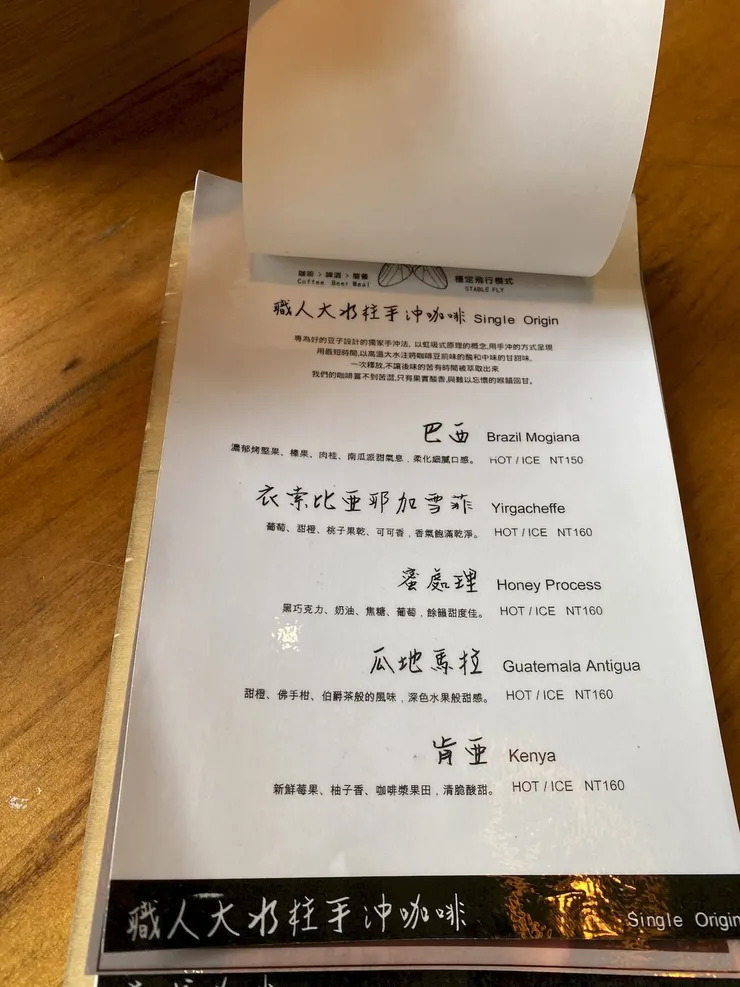 咖啡 > 啤酒 > 簡餐
Coffee Beer Meal
穩定飛行模式
STABLE FLY
職人大水柱手沖咖啡 Single Origin
專為好的豆子設計的獨家手沖法, 以虹吸式原理的概念,用手沖的方式呈現
用最短時間,以高溫大水注將咖啡豆前味的酸和中味的甘甜味,
一次釋放,不讓後味的苦有時間被萃取出來
我們的咖啡嘗不到苦澀,只有果實酸香,與難以忘懷的喉韻回甘。
巴西 Brazil Mogiana
濃郁烤堅果、榛果、肉桂、南瓜派甜氣息，柔化細膩口感。 HOT / ICE NT150
衣索比亞耶加雪菲 Yirgacheffe
葡萄、甜橙、桃子果乾、可可香，香氣飽滿乾淨。 HOT / ICE NT160
蜜處理 Honey Process
黑巧克力、奶油、焦糖、葡萄，餘韻甜度佳。 HOT / ICE NT160
瓜地馬拉 Guatemala Antigua
甜橙、佛手柑、伯爵茶般的風味，深色水果般甜感。 HOT / ICE NT160
肯亞 Kenya
新鮮莓果、柚子香、咖啡漿果田，清脆酸甜。 HOT / ICE NT160
職人大水柱手沖咖啡 Single Origin